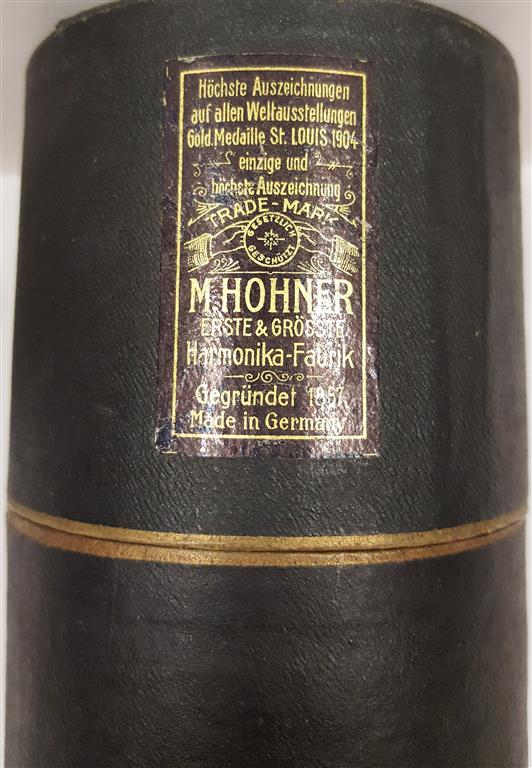 Höchste Auszeichnungen
auf allen Weltausstellungen
Gold. Medaille St. LOUIS 1904
einzige und
höchste Auszeichnung
TRADE-MARK
GESETZLICH
GESCHÜTZT
M. HOHNER
ERSTE & GRÖSSTE
Harmonika-Fabrik
Gegründet 1857
Made in Germany